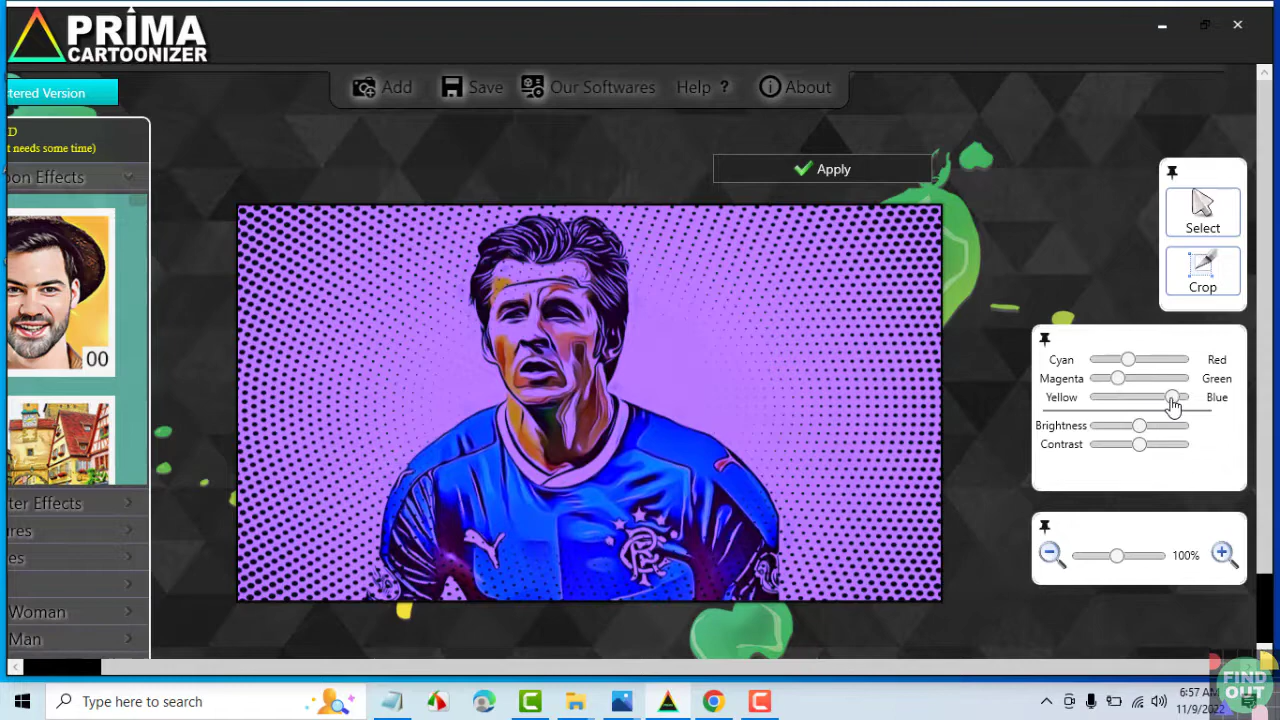 PRIMA
CARTOONIZER
Add
Save
Our Softwares
Help ?
About
tered Version
D
t needs some time)
on Effects
00
ter Effects
res
es
Woman
Man
Apply
Select
Crop
Cyan Red
Magenta Green
Yellow Blue
Brightness
Contrast
100%
Type here to search
6:57 AM
11/9/2022
FIND
OUT